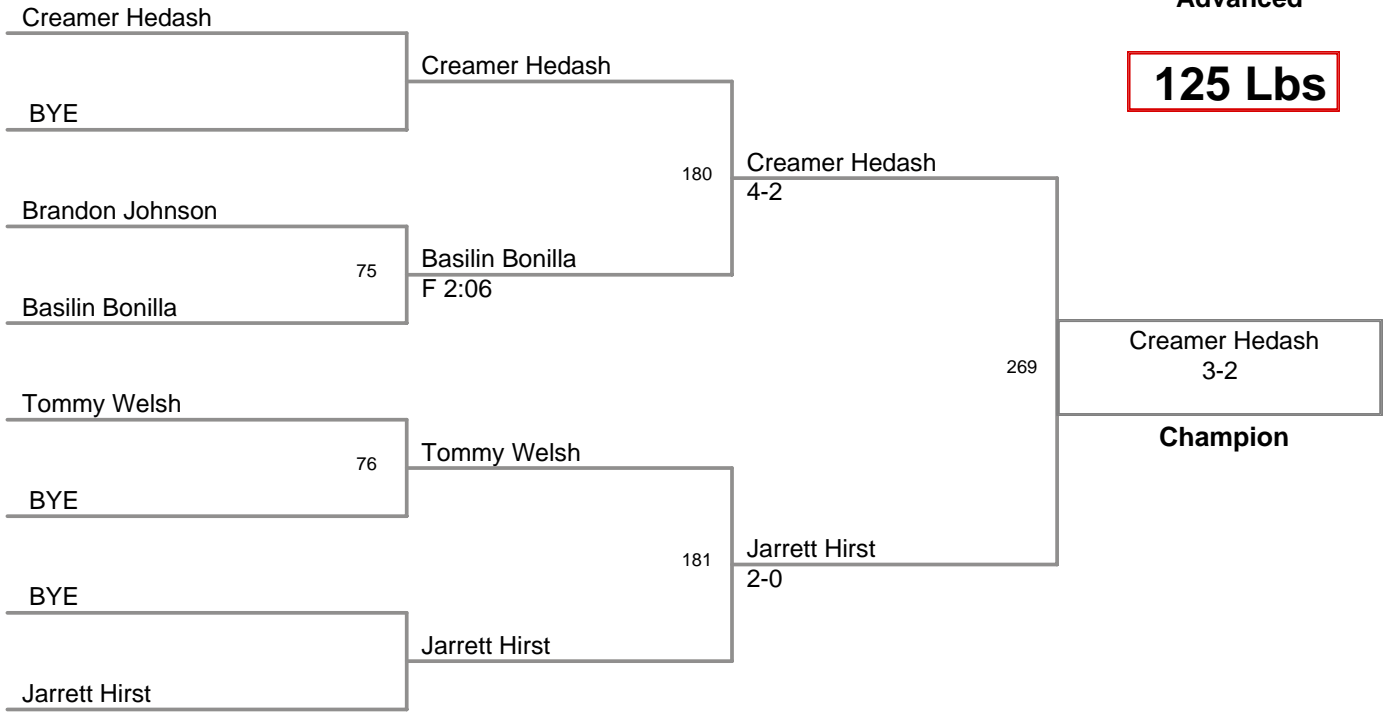 Advanced
125 Lbs
Creamer Hedash
BYE
Brandon Johnson
75
Basilin Bonilla
Tommy Welsh
76
BYE
BYE
Jarrett Hirst
Creamer Hedash
180
Basilin Bonilla
F 2:06
Tommy Welsh
181
Jarrett Hirst
Creamer Hedash
4-2
269
Jarrett Hirst
2-0
Creamer Hedash
3-2
Champion